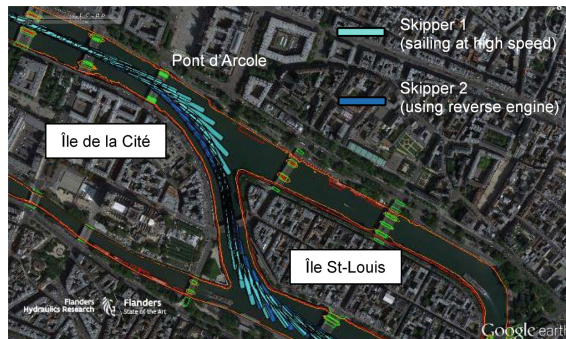 Skipper 1
(sailing at high speed)
Pont d'Arcole
Skipper 2
(using reverse engine)
Île de la Cité
Île St-Louis
Flanders
Hydraulics Research
Flanders
State of the Art
Google earth